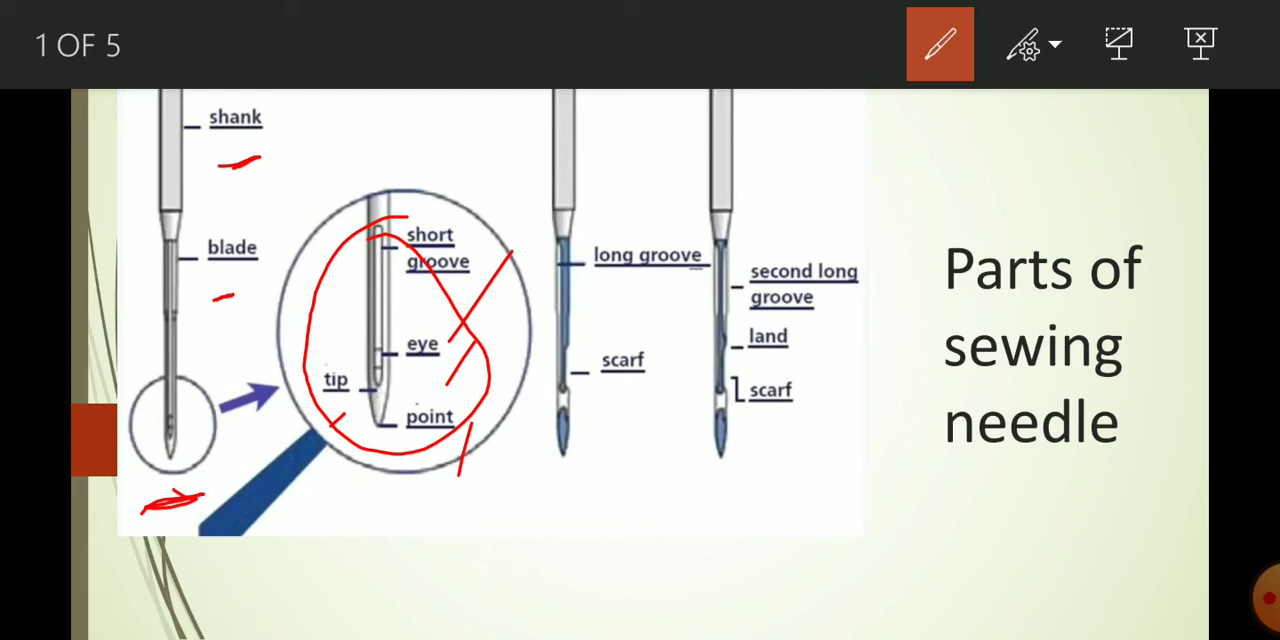 1 OF 5
shank
blade
short
groove
eye
tip
point
long groove
scarf
second long
groove
land
scarf
Parts of
sewing
needle